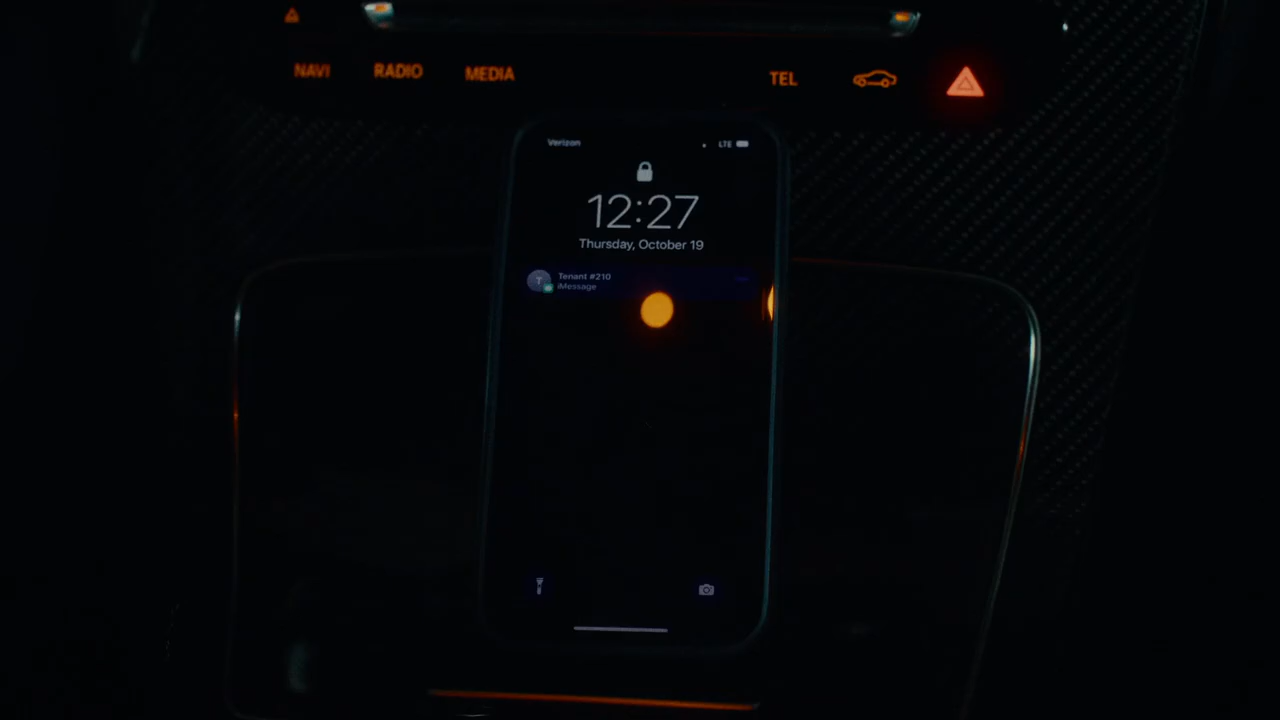 NAVI RADIO MEDIA TEL
Verizon LTE
12:27
Thursday, October 19
T
Tenant #210
iMessage